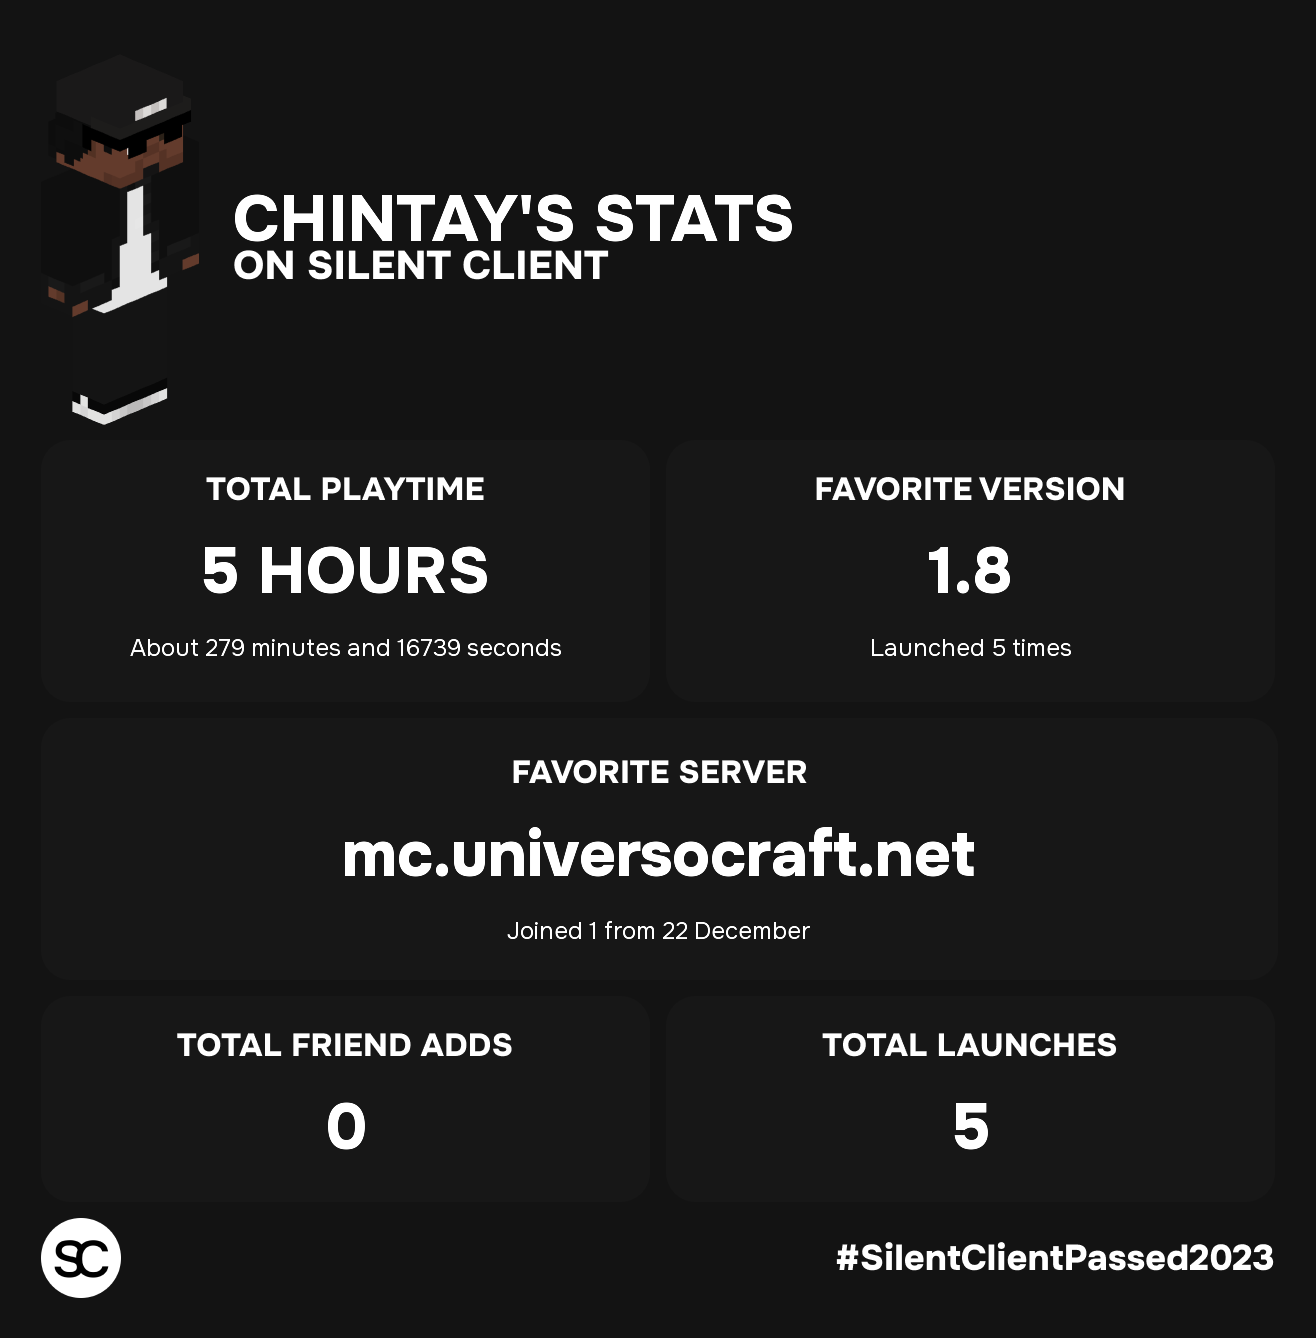 CHINTAY'S STATS
ON SILENT CLIENT
TOTAL PLAYTIME
5 HOURS
About 279 minutes and 16739 seconds
FAVORITE VERSION
1.8
Launched 5 times
FAVORITE SERVER
mc.universocraft.net
Joined 1 from 22 December
TOTAL FRIEND ADDS
0
TOTAL LAUNCHES
5
SC
#SilentClientPassed2023